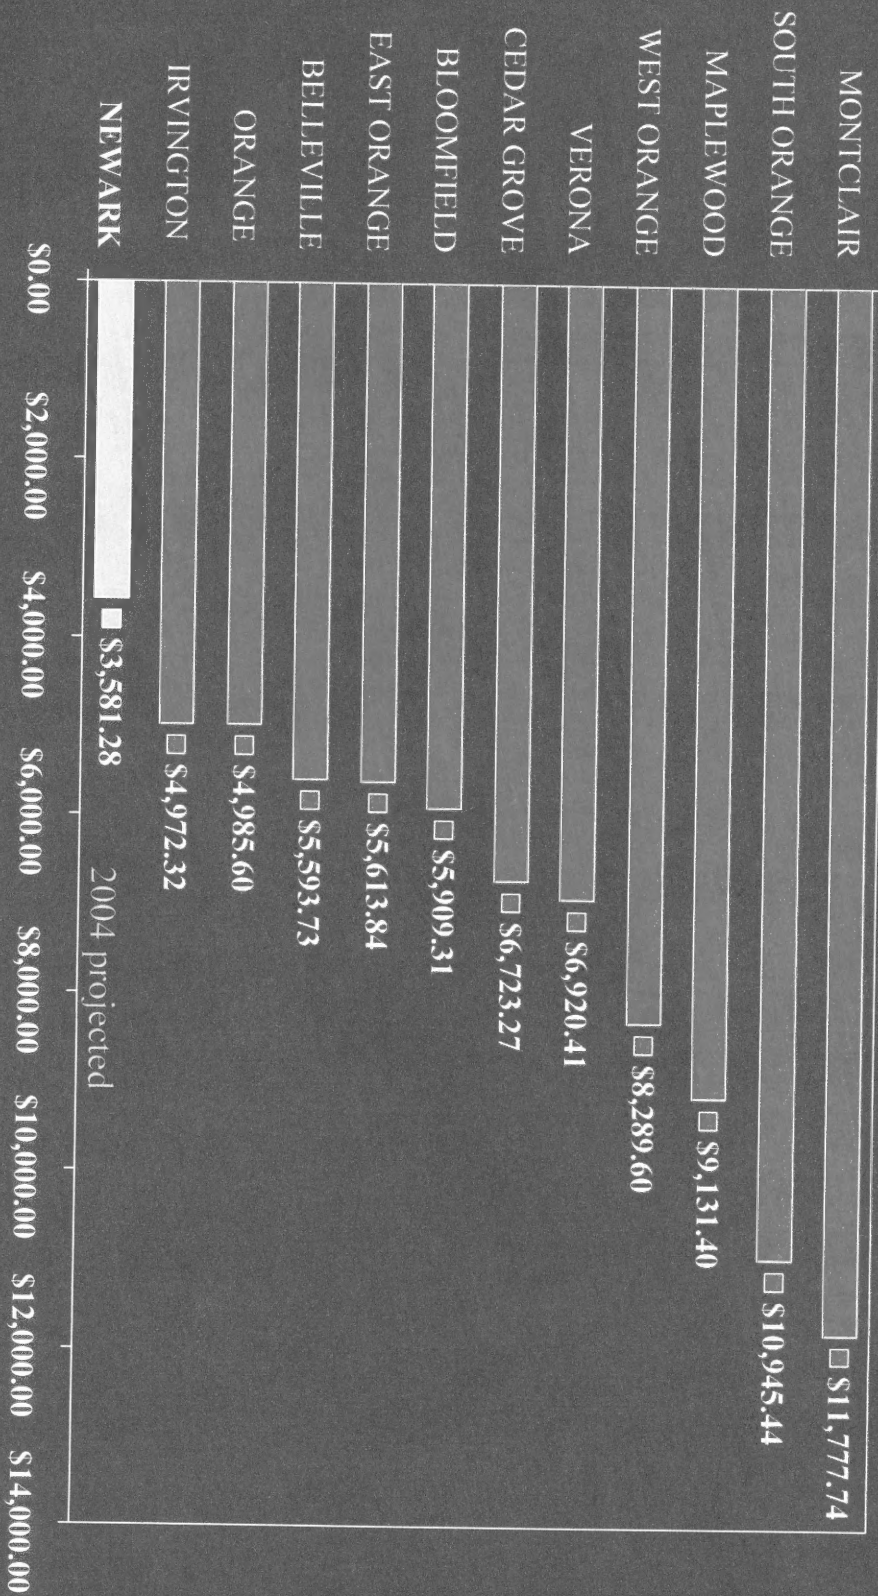 MONTCLAIR $11,777.74
SOUTH ORANGE $10,945.44
MAPLEWOOD $9,131.40
WEST ORANGE $8,289.60
VERONA $6,920.41
CEDAR GROVE $6,723.27
BLOOMFIELD $5,909.31
EAST ORANGE $5,613.84
BELLEVILLE $5,593.73
ORANGE $4,985.60
IRVINGTON $4,972.32
NEWARK $3,581.28 2004 projected
$0.00 $2,000.00 $4,000.00 $6,000.00 $8,000.00 $10,000.00 $12,000.00 $14,000.00